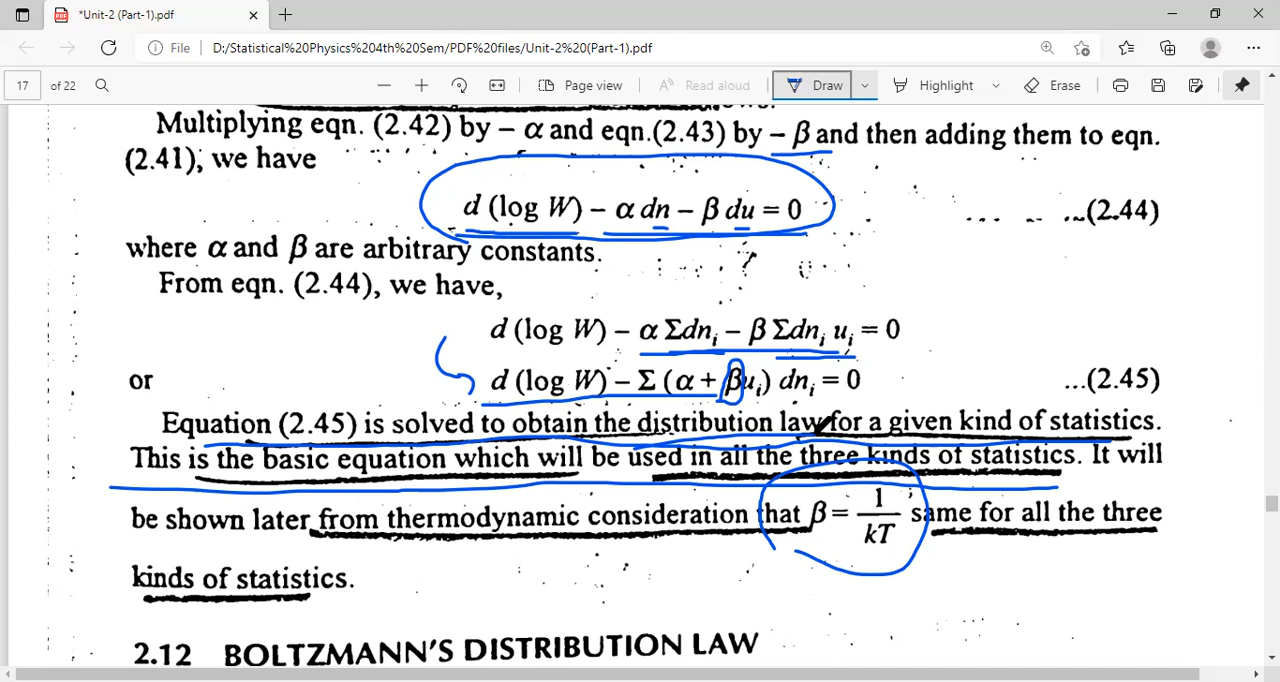 *Unit-2 (Part-1).pdf
File
D:/Statistical%20Physics%204th%20Sem/PDF%20files/Unit-2%20(Part-1).pdf
17 of 22
Page view
Read aloud
Draw
Highlight
Erase
Multiplying eqn. (2.42) by – α and eqn.(2.43) by – β and then adding them to eqn.
(2.41), we have
d (log W) – α dn – β du = 0 ...(2.44)
where α and β are arbitrary constants.
From eqn. (2.44), we have,
d (log W) – α Σdnᵢ – β Σdnᵢ uᵢ = 0
or d (log W) – Σ (α + βuᵢ) dnᵢ = 0 ...(2.45)
Equation (2.45) is solved to obtain the distribution law for a given kind of statistics.
This is the basic equation which will be used in all the three kinds of statistics. It will
be shown later from thermodynamic consideration that β = 1/kT same for all the three
kinds of statistics.
2.12 BOLTZMANN'S DISTRIBUTION LAW